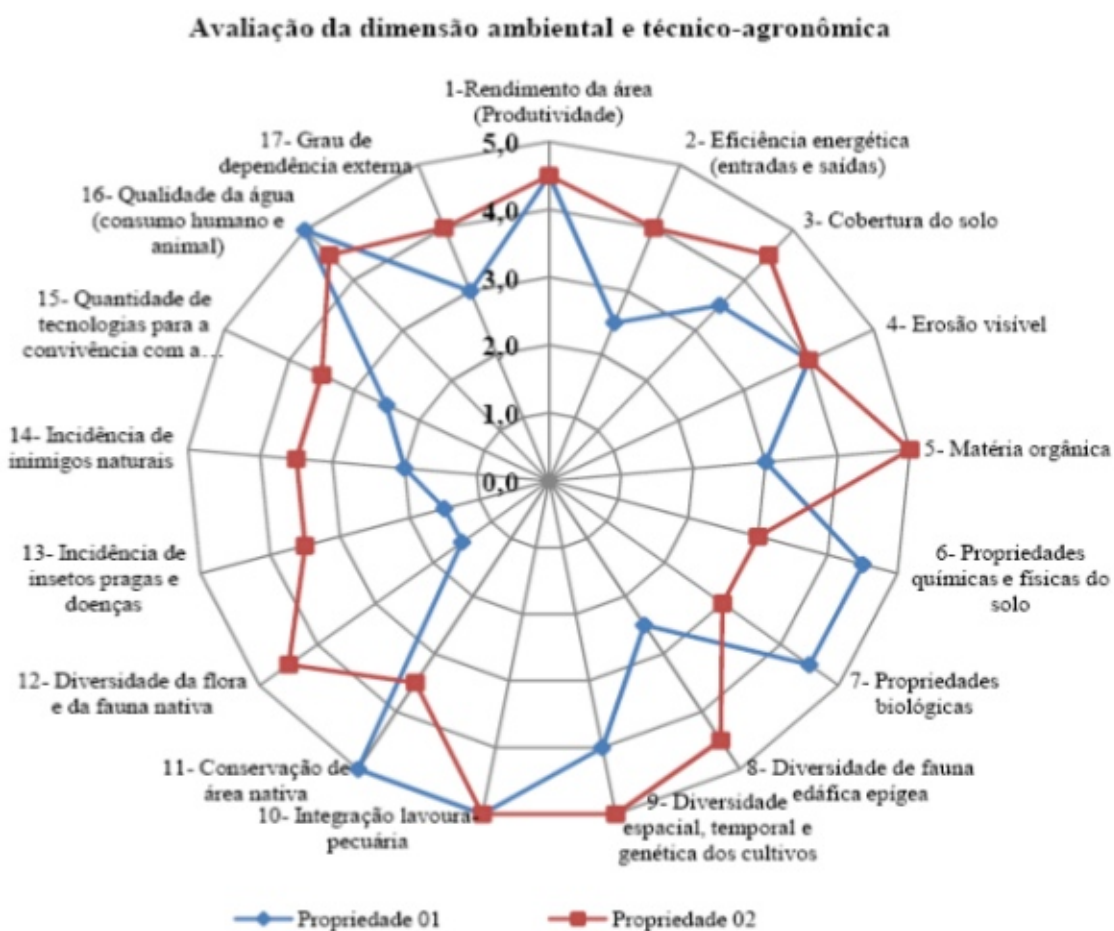 Avaliação da dimensão ambiental e técnico-agronômica
1-Rendimento da área
(Produtividade)
2- Eficiência energética
(entradas e saídas)
3- Cobertura do solo
4- Erosão visível
5- Matéria orgânica
6- Propriedades
químicas e físicas do
solo
7- Propriedades
biológicas
8- Diversidade de fauna
edáfica epígea
9- Diversidade
espacial, temporal e
genética dos cultivos
10- Integração lavoura-
pecuária
11- Conservação de
área nativa
12- Diversidade da flora
e da fauna nativa
13- Incidência de
insetos pragas e
doenças
14- Incidência de
inimigos naturais
15- Quantidade de
tecnologias para a
convivência com a…
16- Qualidade da água
(consumo humano e
animal)
17- Grau de
dependência externa
5,0
4,0
3,0
2,0
1,0
0,0
Propriedade 01
Propriedade 02